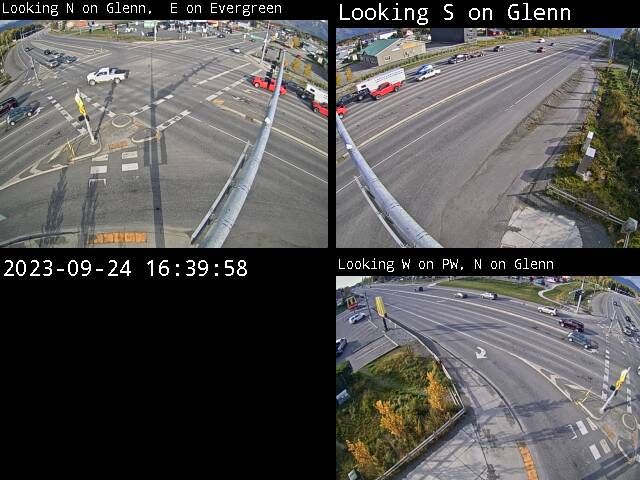 Looking N on Glenn, E on Evergreen
Looking S on Glenn
2023-09-24 16:39:58
Looking W on PW, N on Glenn